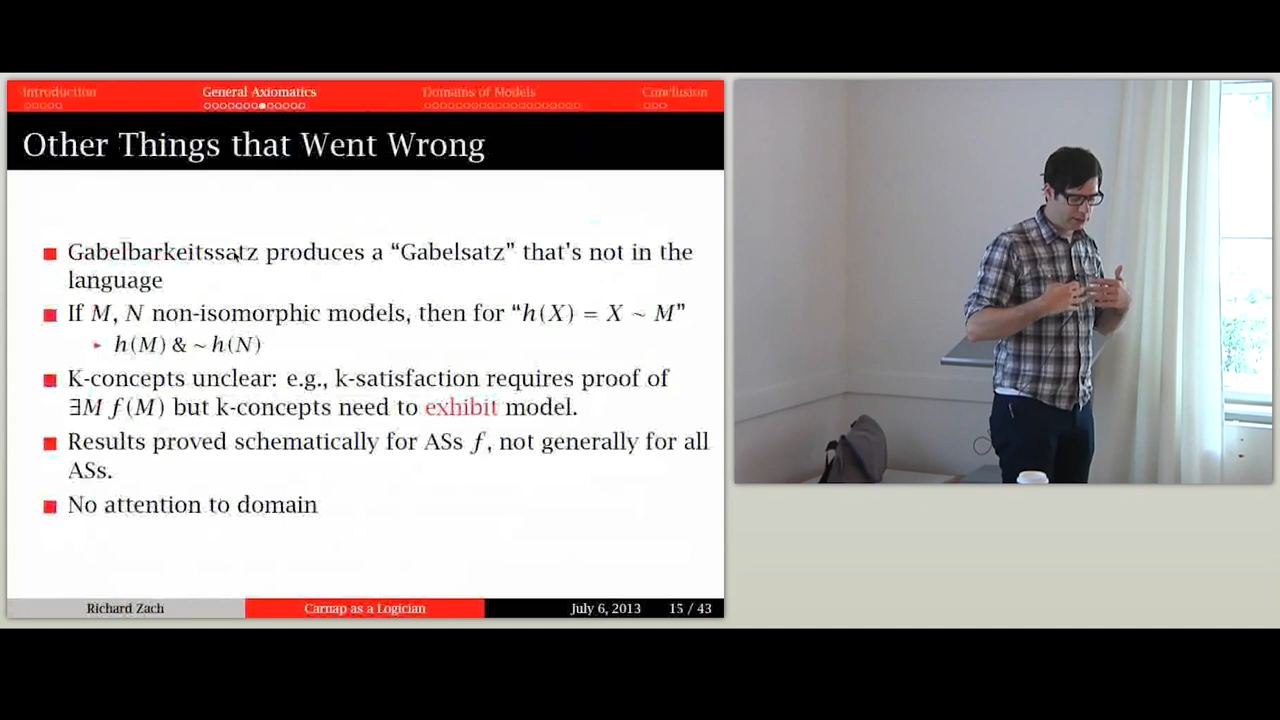 Introduction
General Axiomatics
Domains of Models
Conclusion
Other Things that Went Wrong
Gabelbarkeitssatz produces a “Gabelsatz” that’s not in the
language
If M, N non-isomorphic models, then for “h(X) = X ∼ M”
h(M) & ∼ h(N)
K-concepts unclear: e.g., k-satisfaction requires proof of
∃M f(M) but k-concepts need to exhibit model.
Results proved schematically for ASs f, not generally for all
ASs.
No attention to domain
Richard Zach
Carnap as a Logician
July 6, 2013 15 / 43